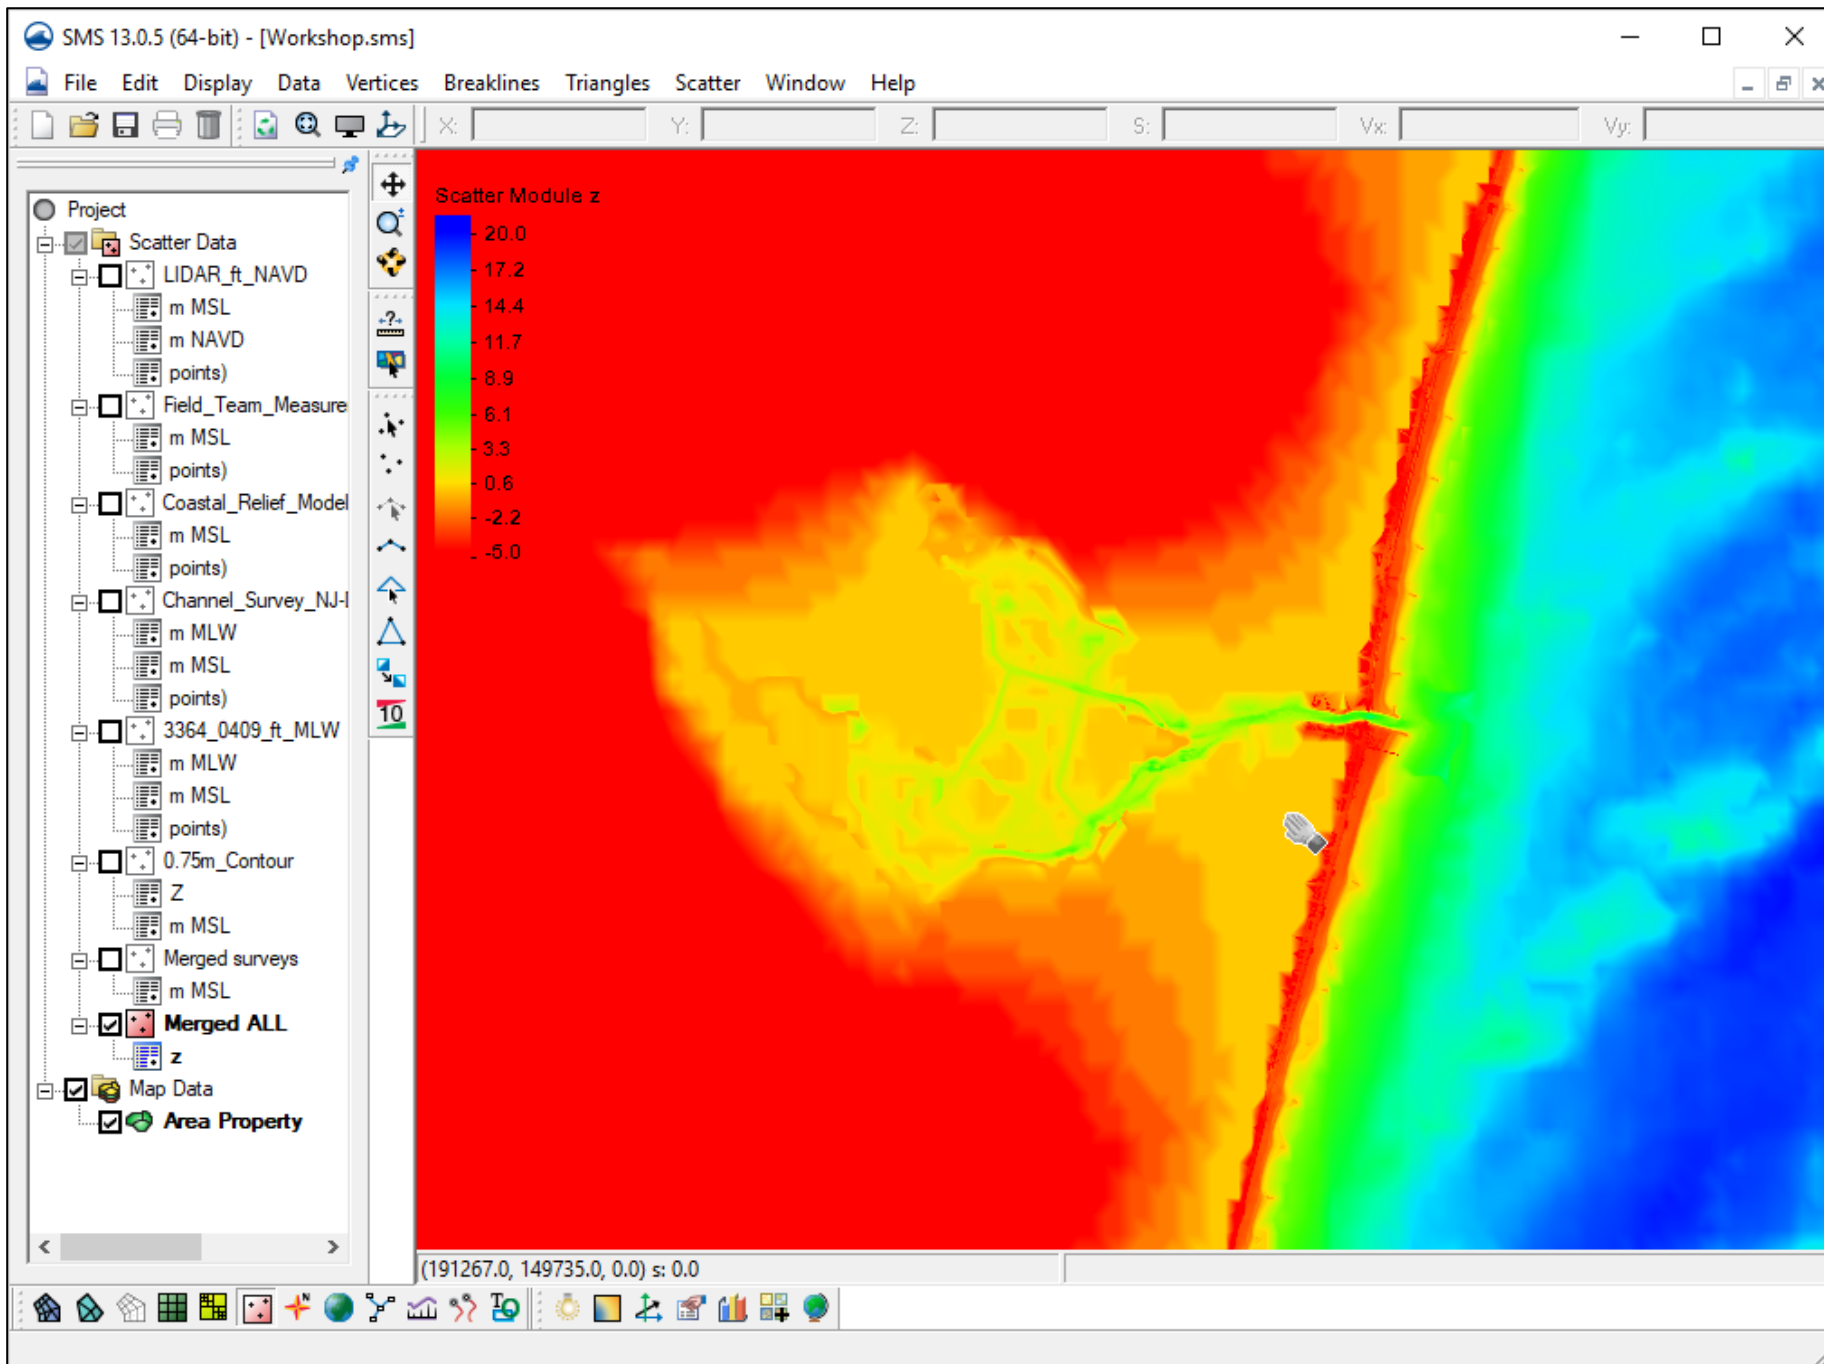 SMS 13.0.5 (64-bit) - [Workshop.sms]
File Edit Display Data Vertices Breaklines Triangles Scatter Window Help
X: Y: Z: S: Vx: Vy:
Project
Scatter Data
LIDAR_ft_NAVD
m MSL
m NAVD
points)
Field_Team_Measure
m MSL
points)
Coastal_Relief_Model
m MSL
points)
Channel_Survey_NJ-
m MLW
m MSL
points)
3364_0409_ft_MLW
m MLW
m MSL
points)
0.75m_Contour
Z
m MSL
Merged surveys
m MSL
Merged ALL
z
Map Data
Area Property
?
10
Scatter Module z
20.0
17.2
14.4
11.7
8.9
6.1
3.3
0.6
-2.2
-5.0
(191267.0, 149735.0, 0.0) s: 0.0
N
T